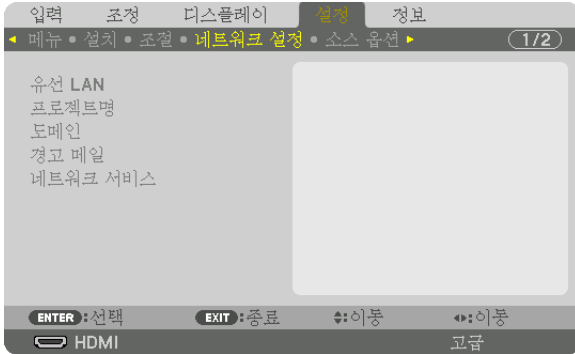 입력 조정 디스플레이 설정 정보
메뉴 • 설치 • 조절 • 네트워크 설정 • 소스 옵션 (1/2)
유선 LAN
프로젝트명
도메인
경고 메일
네트워크 서비스
ENTER :선택 EXIT :종료 :이동 :이동
HDMI 고급